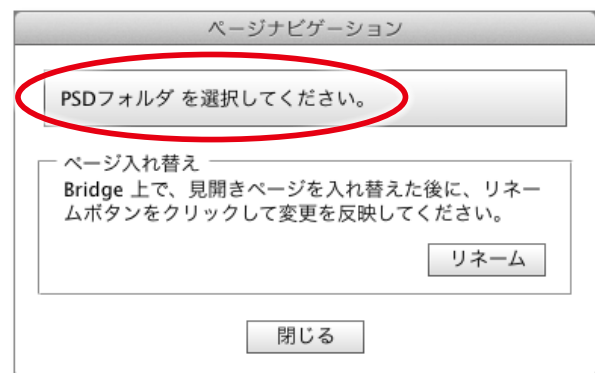 ページナビゲーション
PSDフォルダ を選択してください。
ページ入れ替え
Bridge 上で、見開きページを入れ替えた後に、リネー
ムボタンをクリックして変更を反映してください。
リネーム
閉じる